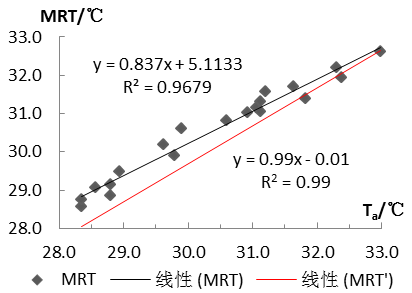 MRT/℃
33.0
y = 0.837x + 5.1133
R² = 0.9679
32.0
31.0
30.0
y = 0.99x - 0.01
R² = 0.99
29.0
Ta/℃
28.0
28.0 29.0 30.0 31.0 32.0 33.0
MRT 线性 (MRT) 线性 (MRT')